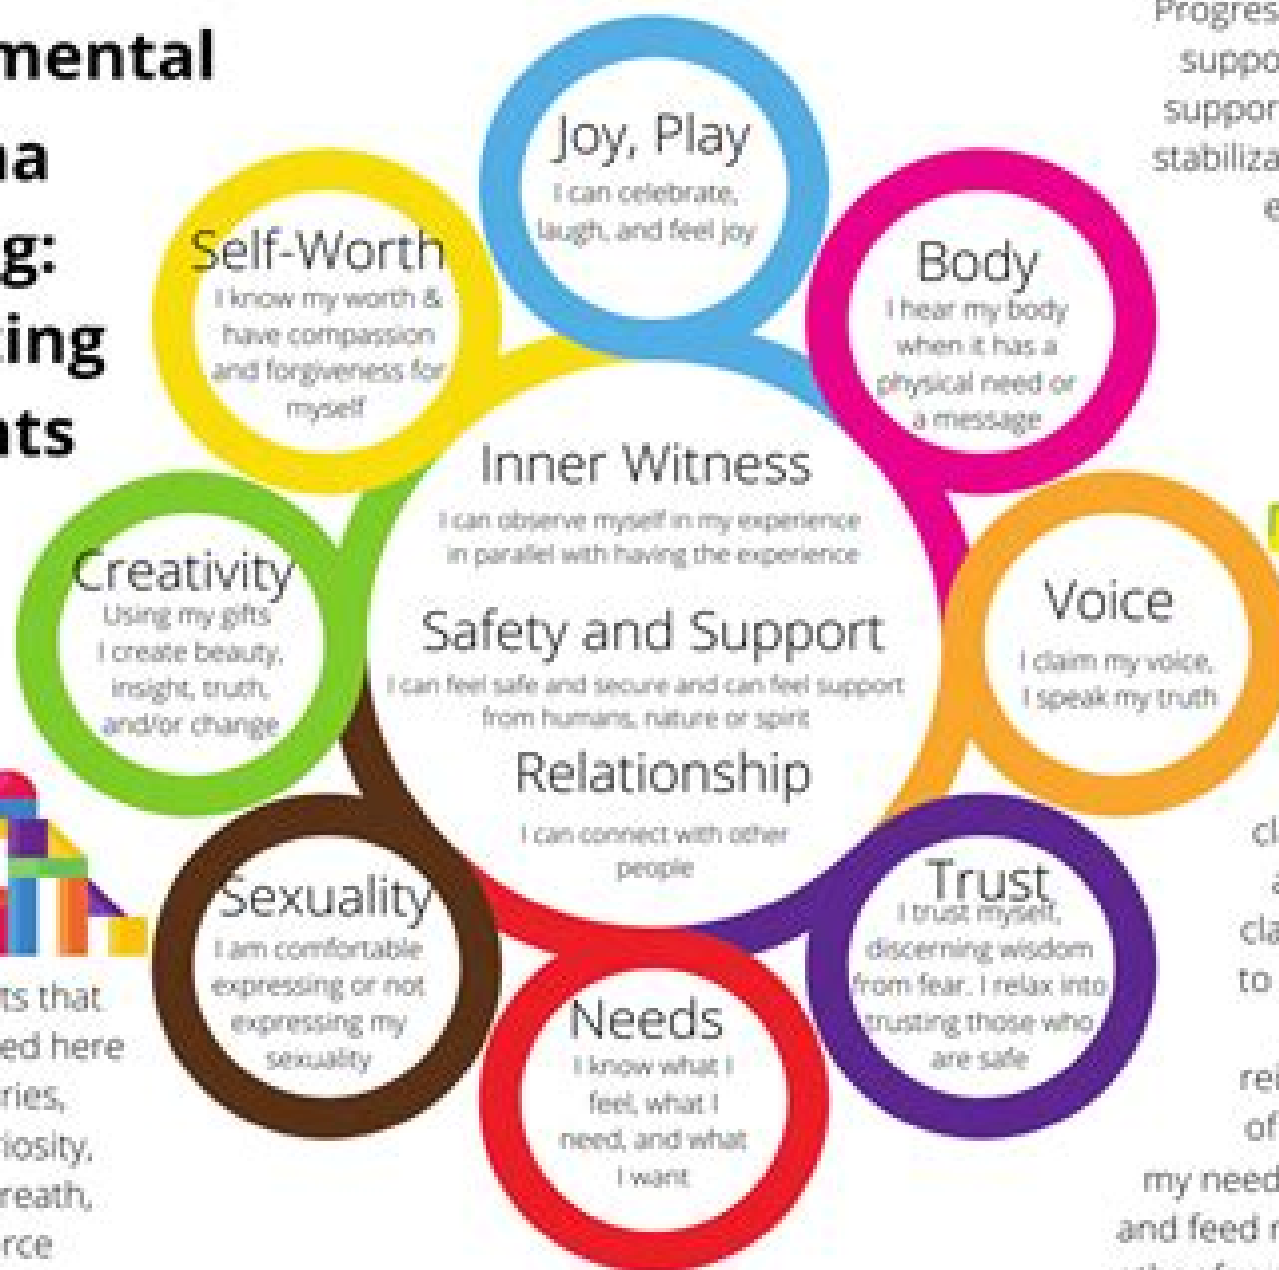 mental
na
g:
ting
nts
Joy, Play
I can celebrate,
laugh, and feel joy
Self-Worth
I know my worth &
have compassion
and forgiveness for
myself
Body
I hear my body
when it has a
physical need or
a message
Creativity
Using my gifts
I create beauty,
insight, truth,
and/or change
Inner Witness
I can observe myself in my experience
in parallel with having the experience
Safety and Support
I can feel safe and secure and can feel support
from humans, nature or spirit
Relationship
I can connect with other
people
Voice
I claim my voice,
I speak my truth
Sexuality
I am comfortable
expressing or not
expressing my
sexuality
Needs
I know what I
feel, what I
need, and what
I want
Trust
I trust myself,
discerning wisdom
from fear. I relax into
trusting those who
are safe
Progres
suppo
suppor
stabiliza
e
ts that
ed here
ries,
riosity,
reath,
rce
cl
a
cla
to
rei
of
my need
and feed r